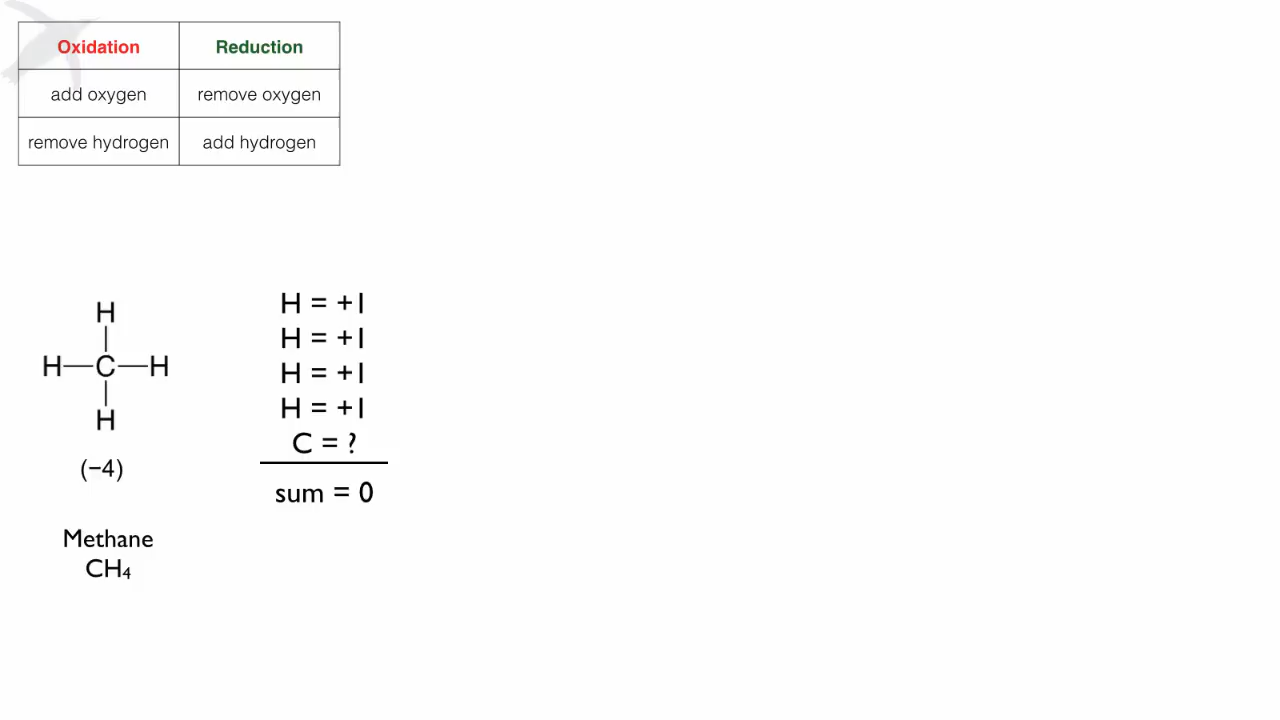 Oxidation Reduction
add oxygen remove oxygen
remove hydrogen add hydrogen
H
H—C—H
H
(−4)
Methane
CH₄
H = +1
H = +1
H = +1
H = +1
C = ?
sum = 0